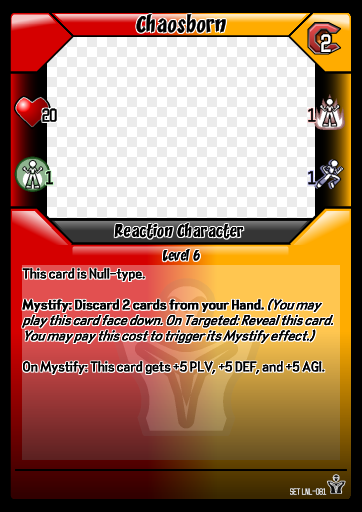 Chaosborn
2
20
1
1
1
Reaction Character
Level 6
This card is Null-type.
Mystify: Discard 2 cards from your Hand. (You may
play this card face down. On Targeted: Reveal this card.
You may pay this cost to trigger its Mystify effect.)
On Mystify: This card gets +5 PLV, +5 DEF, and +5 AGI.
SET LNL-081